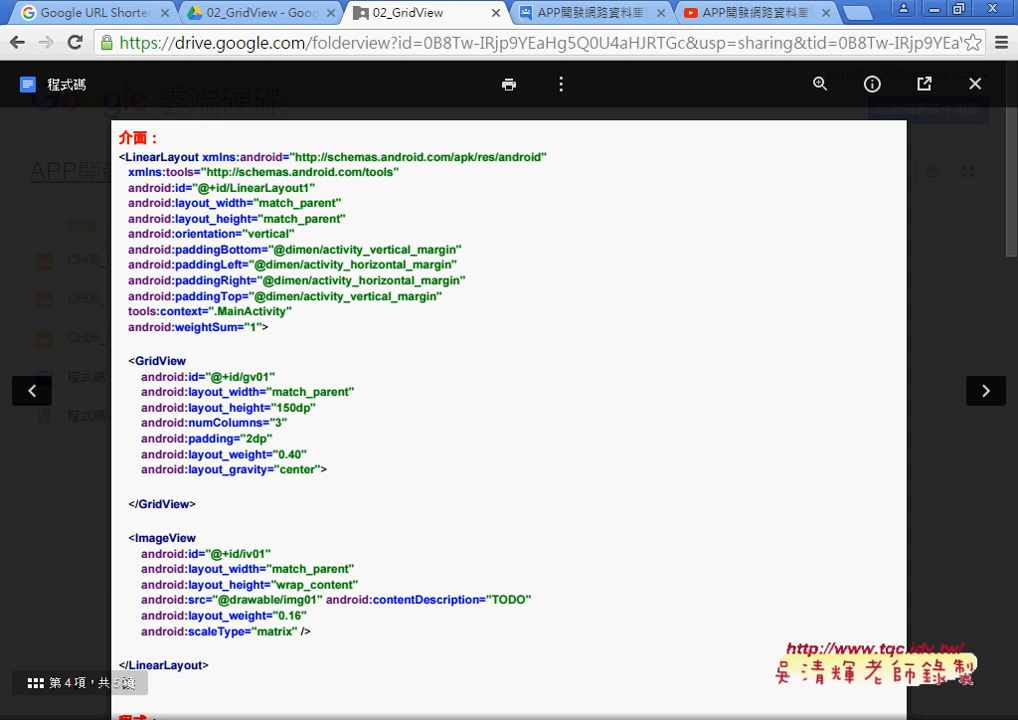 Google URL Shorte
02_GridView - Goog
02_GridView
APP開發網路資料庫
APP開發網路資料庫
https://drive.google.com/folderview?id=0B8Tw-IRjp9YEaHg5Q0U4aHJRTGc&usp=sharing&tid=0B8Tw-IRjp9YEa
程式碼
介面：
<LinearLayout xmlns:android="http://schemas.android.com/apk/res/android"
xmlns:tools="http://schemas.android.com/tools"
android:id="@+id/LinearLayout1"
android:layout_width="match_parent"
android:layout_height="match_parent"
android:orientation="vertical"
android:paddingBottom="@dimen/activity_vertical_margin"
android:paddingLeft="@dimen/activity_horizontal_margin"
android:paddingRight="@dimen/activity_horizontal_margin"
android:paddingTop="@dimen/activity_vertical_margin"
tools:context=".MainActivity"
android:weightSum="1">
<GridView
android:id="@+id/gv01"
android:layout_width="match_parent"
android:layout_height="150dp"
android:numColumns="3"
android:padding="2dp"
android:layout_weight="0.40"
android:layout_gravity="center">
</GridView>
<ImageView
android:id="@+id/iv01"
android:layout_width="match_parent"
android:layout_height="wrap_content"
android:src="@drawable/img01" android:contentDescription="TODO"
android:layout_weight="0.16"
android:scaleType="matrix" />
</LinearLayout>
http://www.tqc.idv.tw/
吳清輝老師錄製
第 4 項，共 5 項